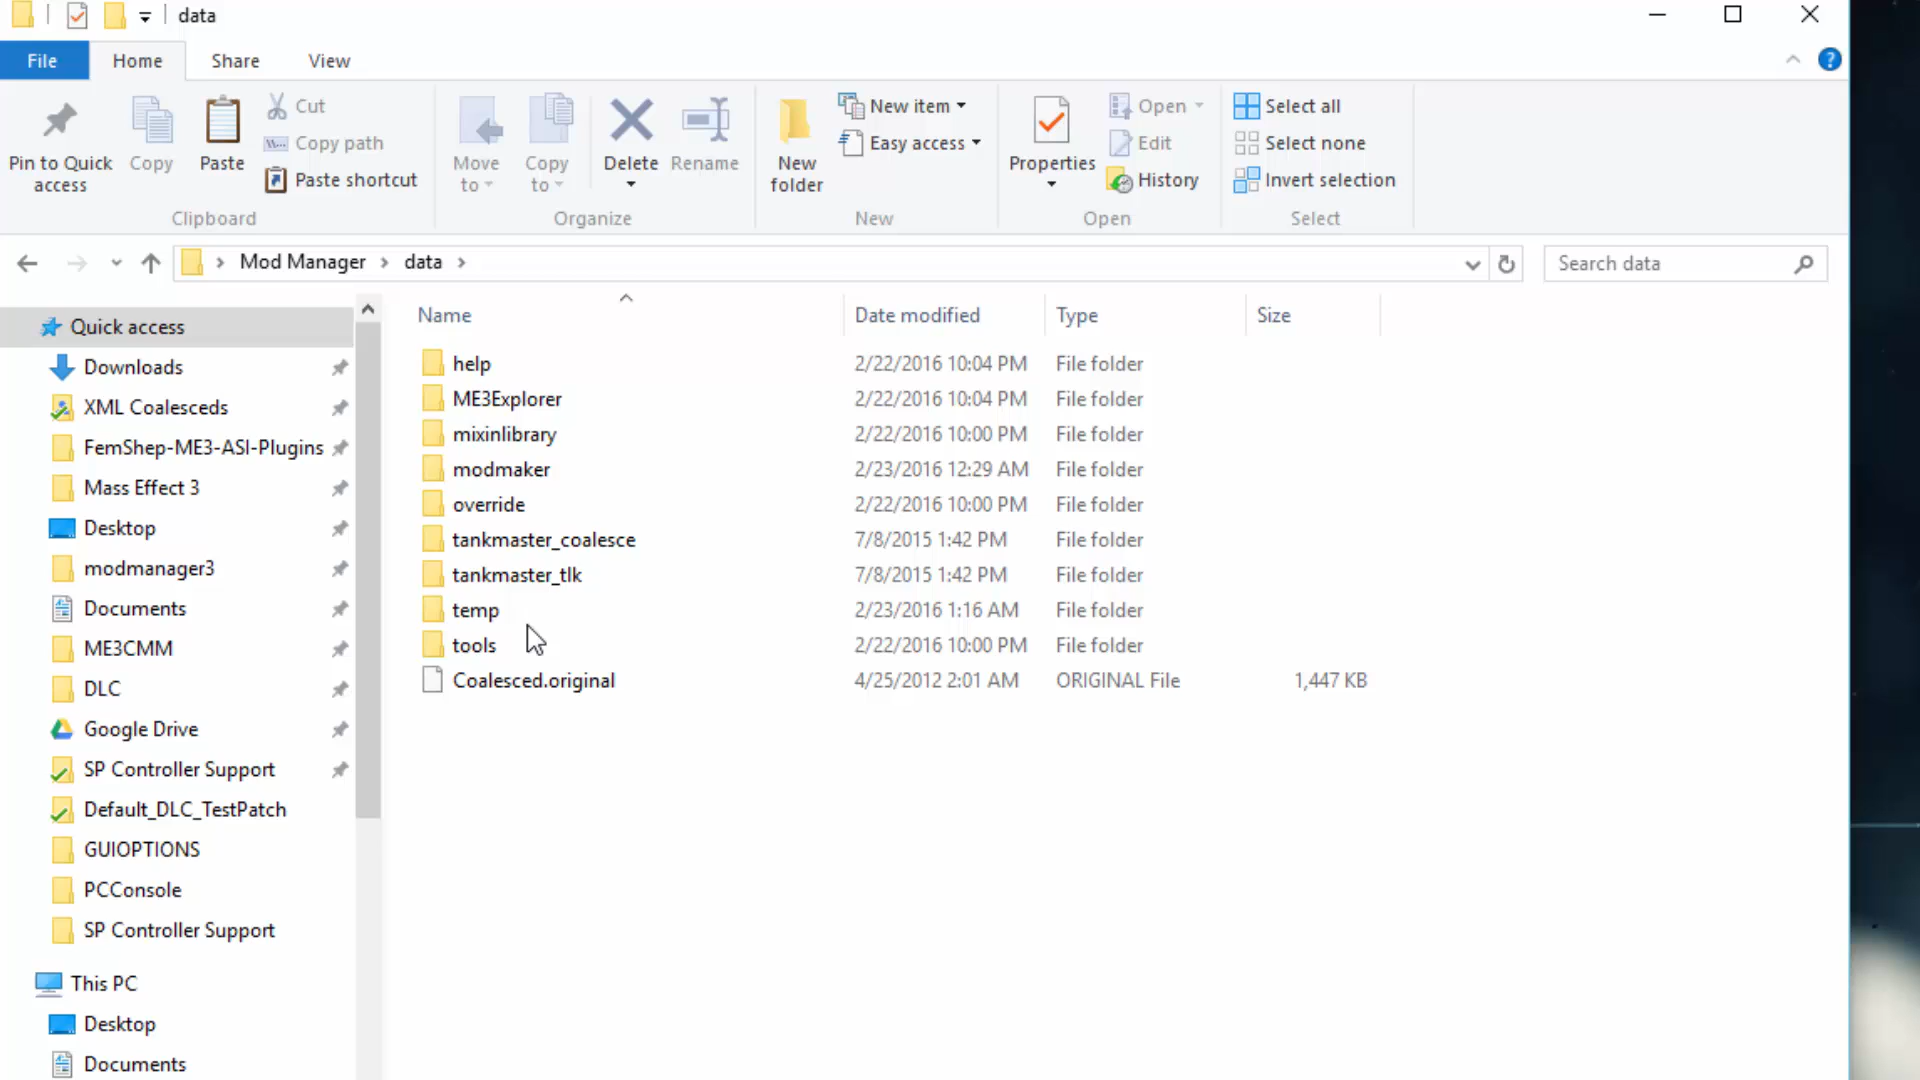 data
File Home Share View
Pin to Quick access
Copy
Paste
Cut
Copy path
Paste shortcut
Clipboard
Move to
Copy to
Delete
Rename
Organize
New folder
New item
Easy access
New
Properties
Open
Edit
History
Open
Select all
Select none
Invert selection
Select
Mod Manager data
Search data
Quick access
Downloads
XML Coalesceds
FemShep-ME3-ASI-Plugins
Mass Effect 3
Desktop
modmanager3
Documents
ME3CMM
DLC
Google Drive
SP Controller Support
Default_DLC_TestPatch
GUIOPTIONS
PCConsole
SP Controller Support
This PC
Desktop
Documents
Name Date modified Type Size
help 2/22/2016 10:04 PM File folder
ME3Explorer 2/22/2016 10:04 PM File folder
mixinlibrary 2/22/2016 10:00 PM File folder
modmaker 2/23/2016 12:29 AM File folder
override 2/22/2016 10:00 PM File folder
tankmaster_coalesce 7/8/2015 1:42 PM File folder
tankmaster_tlk 7/8/2015 1:42 PM File folder
temp 2/23/2016 1:16 AM File folder
tools 2/22/2016 10:00 PM File folder
Coalesced.original 4/25/2012 2:01 AM ORIGINAL File 1,447 KB